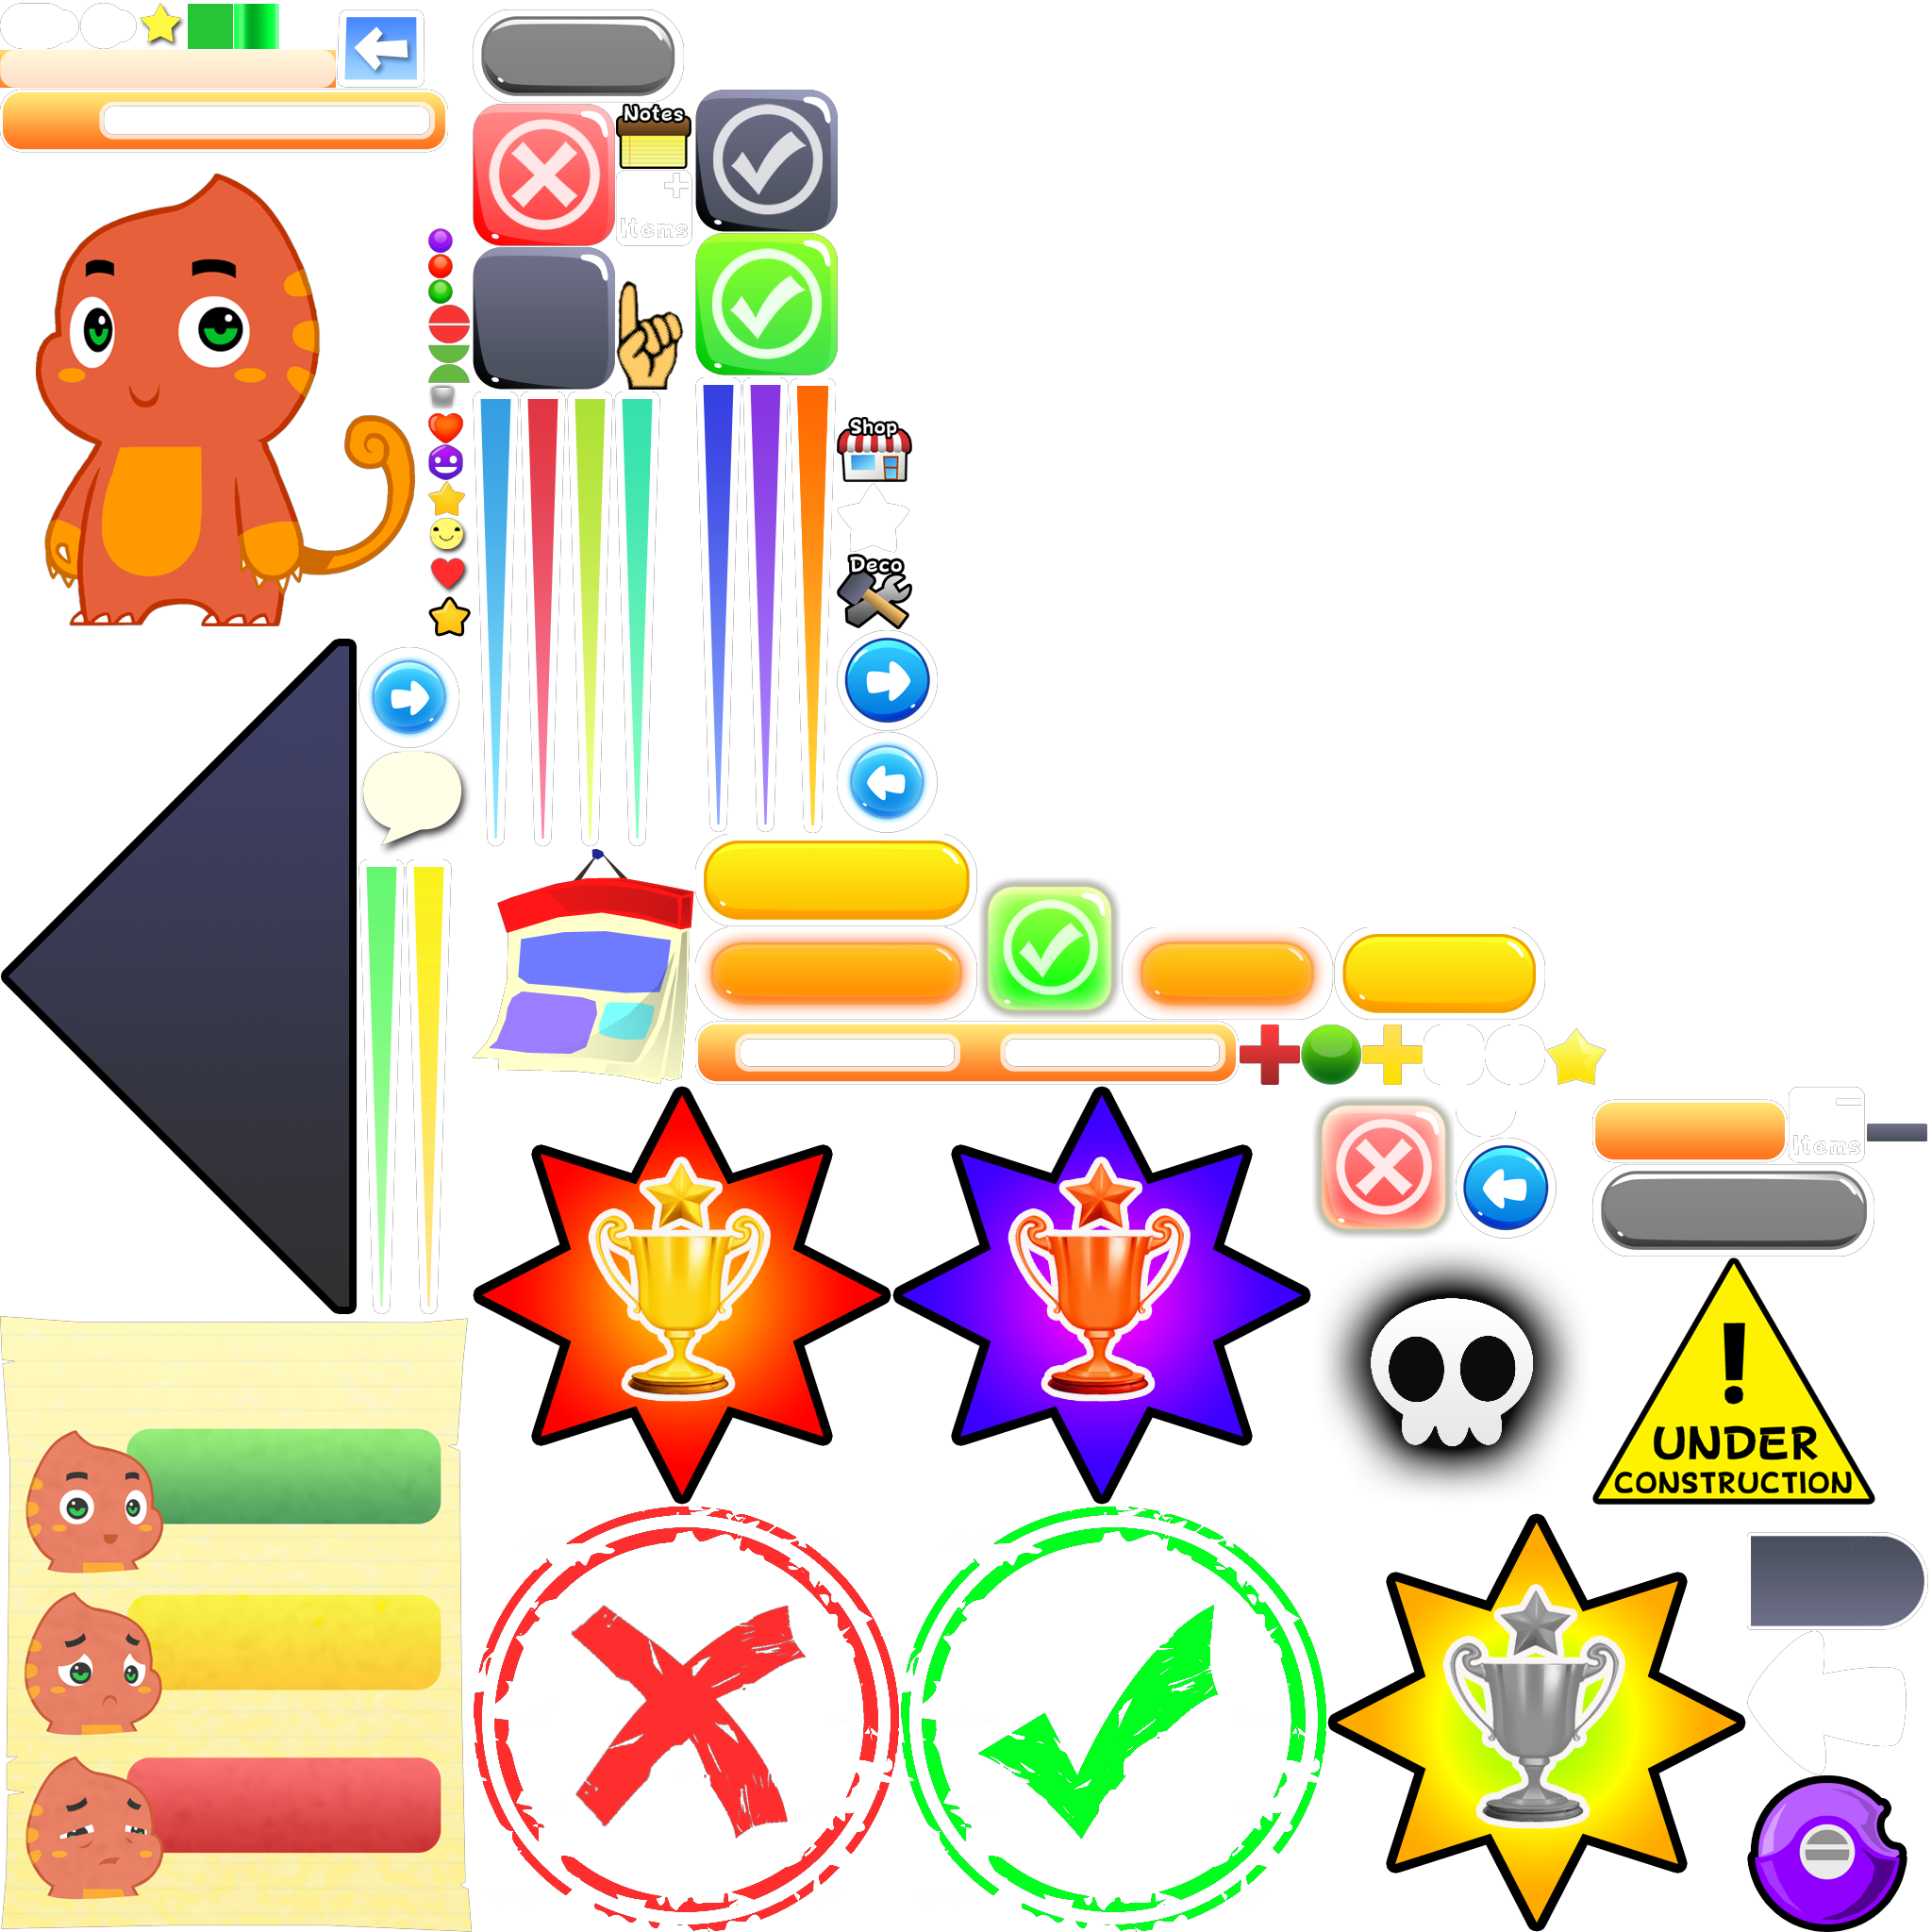 Notes
Items
Shop
Deco
Items
!
UNDER
CONSTRUCTION